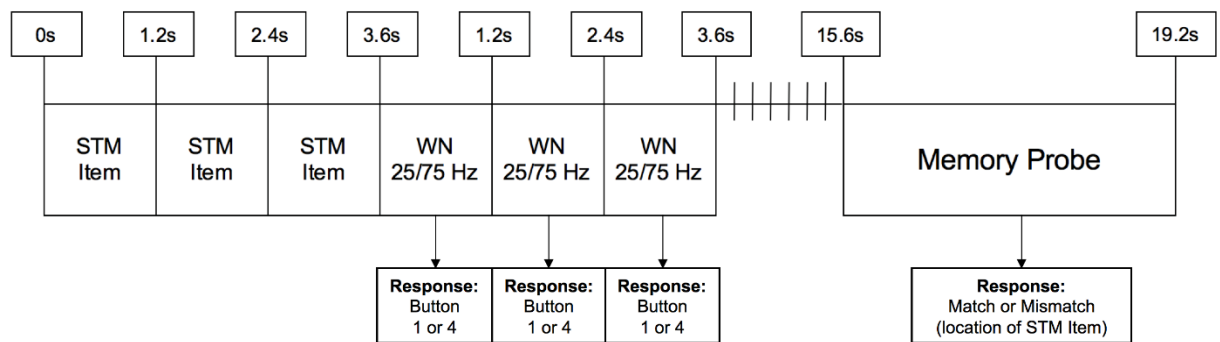 0s
1.2s
2.4s
3.6s
1.2s
2.4s
3.6s
15.6s
19.2s
STM
Item
STM
Item
STM
Item
WN
25/75 Hz
WN
25/75 Hz
WN
25/75 Hz
Memory Probe
Response:
Button
1 or 4
Response:
Button
1 or 4
Response:
Button
1 or 4
Response:
Match or Mismatch
(location of STM Item)